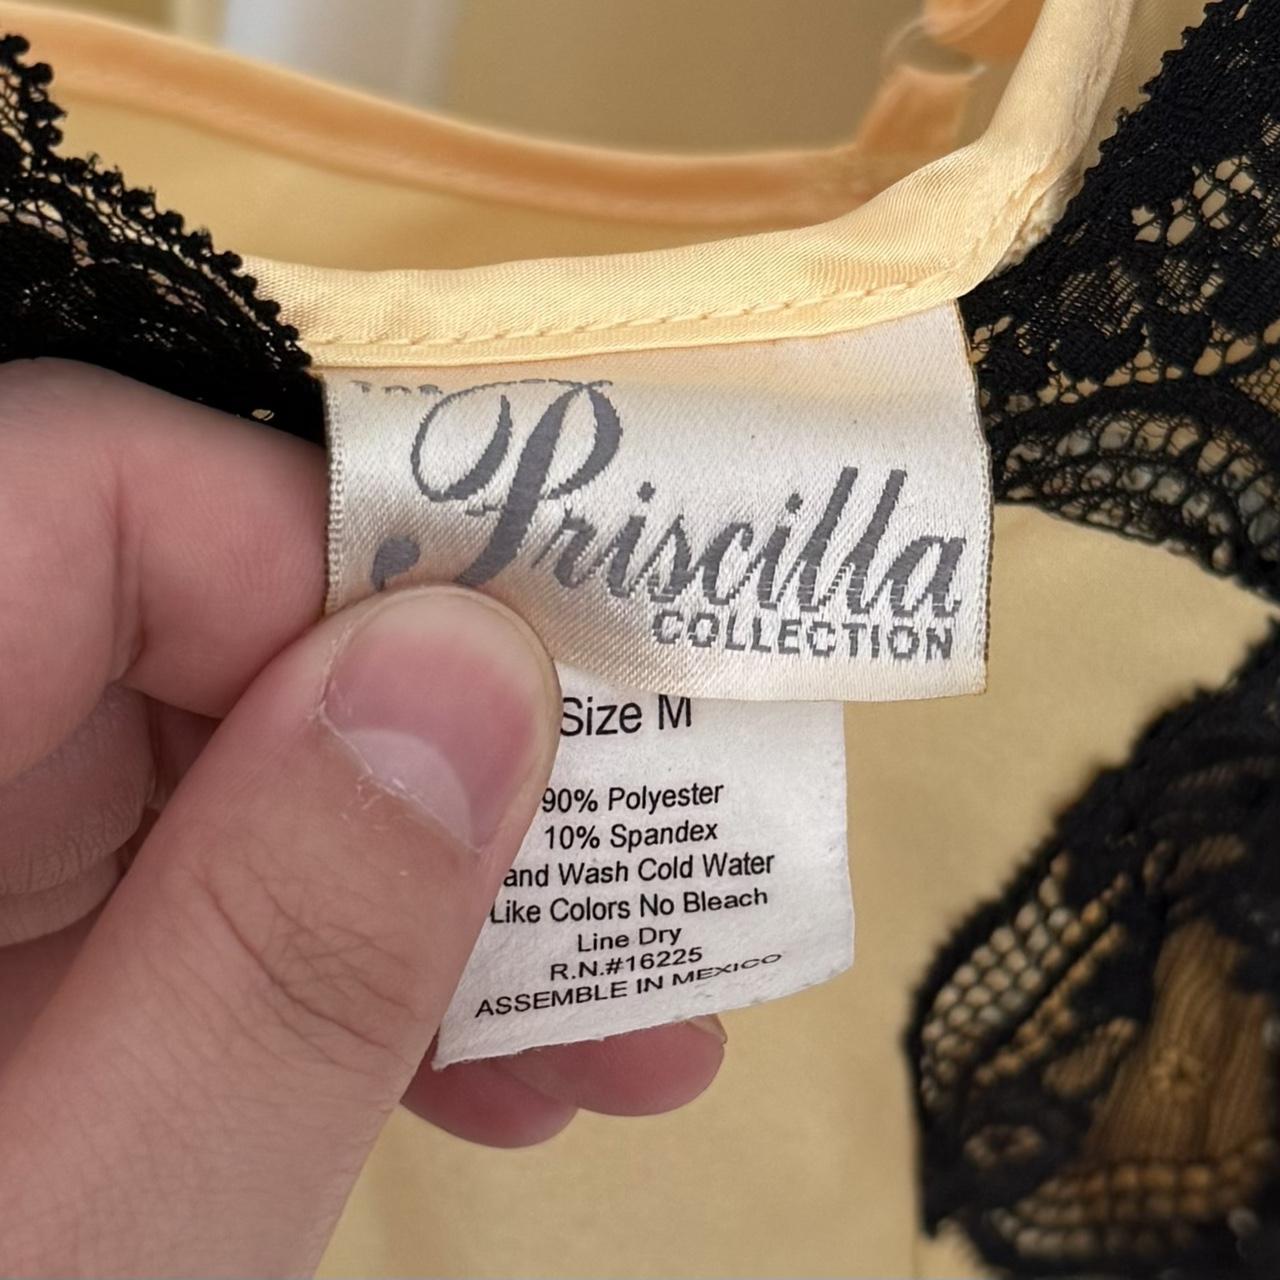 Priscilla
COLLECTION
Size M
90% Polyester
10% Spandex
and Wash Cold Water
Like Colors No Bleach
Line Dry
R.N.#16225
ASSEMBLE IN MEXICO